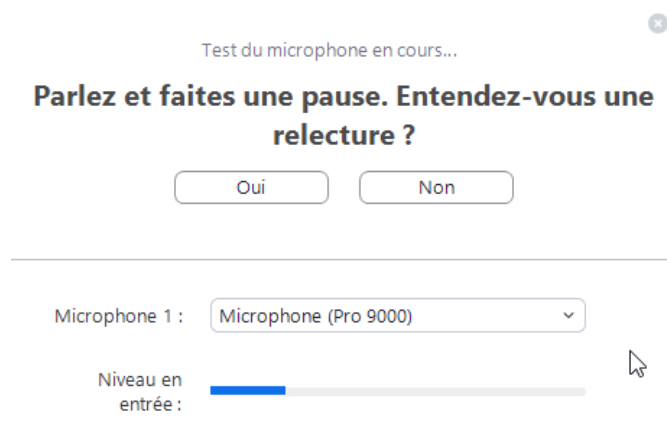 Test du microphone en cours...
Parlez et faites une pause. Entendez-vous une
relecture ?
Oui Non
Microphone 1 : Microphone (Pro 9000)
Niveau en
entrée :